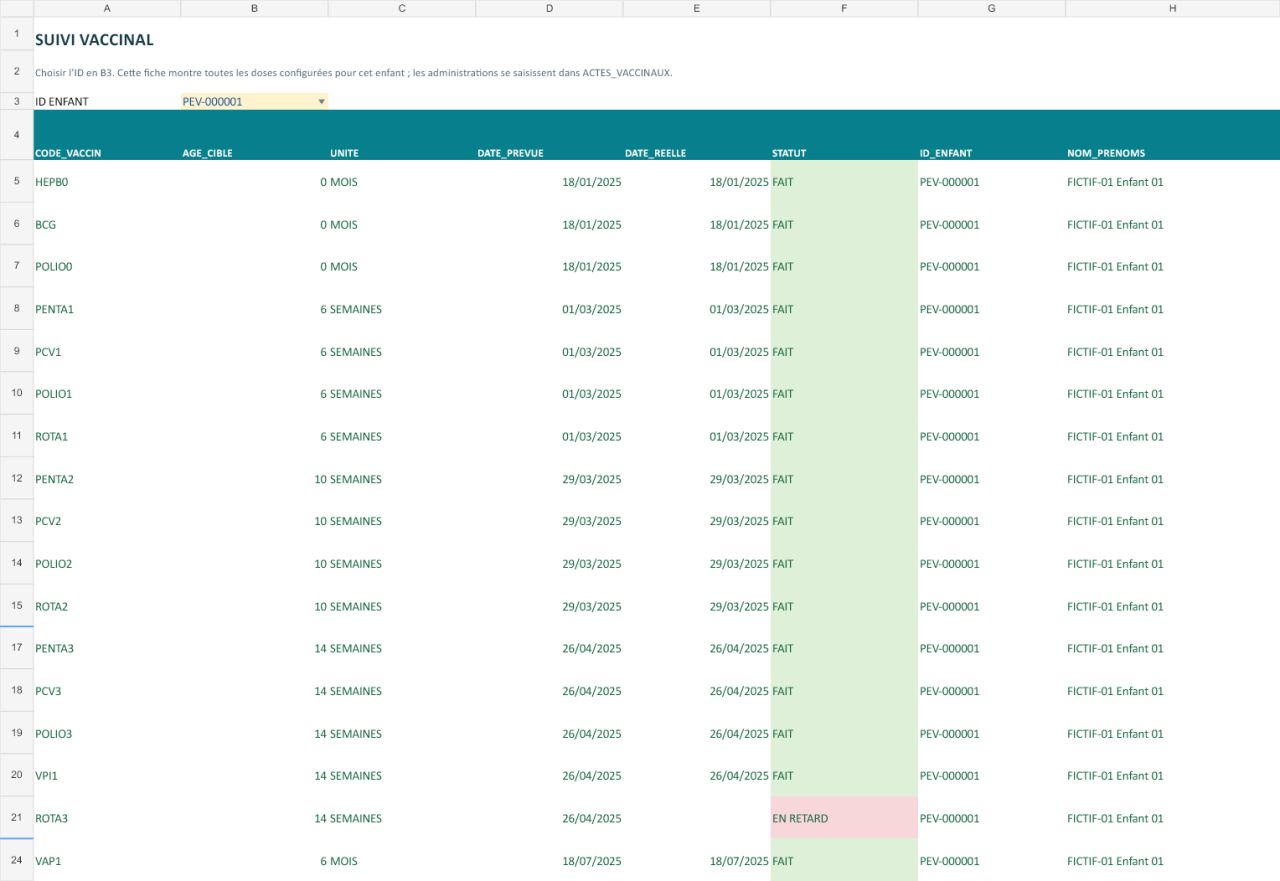 A B C D E F G H
1 SUIVI VACCINAL
2 Choisir l'ID en B3. Cette fiche montre toutes les doses configurées pour cet enfant ; les administrations se saisissent dans ACTES_VACCINAUX.
3 ID ENFANT PEV-000001
4 CODE_VACCIN AGE_CIBLE UNITE DATE_PREVUE DATE_REELLE STATUT ID_ENFANT NOM_PRENOMS
5 HEPB0 0 MOIS 18/01/2025 18/01/2025 FAIT PEV-000001 FICTIF-01 Enfant 01
6 BCG 0 MOIS 18/01/2025 18/01/2025 FAIT PEV-000001 FICTIF-01 Enfant 01
7 POLIO0 0 MOIS 18/01/2025 18/01/2025 FAIT PEV-000001 FICTIF-01 Enfant 01
8 PENTA1 6 SEMAINES 01/03/2025 01/03/2025 FAIT PEV-000001 FICTIF-01 Enfant 01
9 PCV1 6 SEMAINES 01/03/2025 01/03/2025 FAIT PEV-000001 FICTIF-01 Enfant 01
10 POLIO1 6 SEMAINES 01/03/2025 01/03/2025 FAIT PEV-000001 FICTIF-01 Enfant 01
11 ROTA1 6 SEMAINES 01/03/2025 01/03/2025 FAIT PEV-000001 FICTIF-01 Enfant 01
12 PENTA2 10 SEMAINES 29/03/2025 29/03/2025 FAIT PEV-000001 FICTIF-01 Enfant 01
13 PCV2 10 SEMAINES 29/03/2025 29/03/2025 FAIT PEV-000001 FICTIF-01 Enfant 01
14 POLIO2 10 SEMAINES 29/03/2025 29/03/2025 FAIT PEV-000001 FICTIF-01 Enfant 01
15 ROTA2 10 SEMAINES 29/03/2025 29/03/2025 FAIT PEV-000001 FICTIF-01 Enfant 01
17 PENTA3 14 SEMAINES 26/04/2025 26/04/2025 FAIT PEV-000001 FICTIF-01 Enfant 01
18 PCV3 14 SEMAINES 26/04/2025 26/04/2025 FAIT PEV-000001 FICTIF-01 Enfant 01
19 POLIO3 14 SEMAINES 26/04/2025 26/04/2025 FAIT PEV-000001 FICTIF-01 Enfant 01
20 VPI1 14 SEMAINES 26/04/2025 26/04/2025 FAIT PEV-000001 FICTIF-01 Enfant 01
21 ROTA3 14 SEMAINES 26/04/2025 EN RETARD PEV-000001 FICTIF-01 Enfant 01
24 VAP1 6 MOIS 18/07/2025 18/07/2025 FAIT PEV-000001 FICTIF-01 Enfant 01